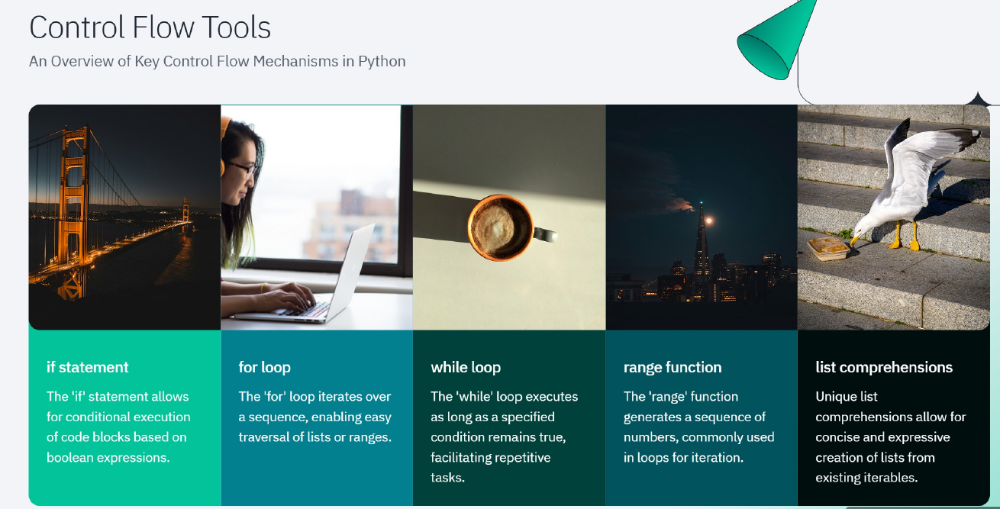 Control Flow Tools
An Overview of Key Control Flow Mechanisms in Python
if statement
The 'if' statement allows
for conditional execution
of code blocks based on
boolean expressions.
for loop
The 'for' loop iterates over
a sequence, enabling easy
traversal of lists or ranges.
while loop
The 'while' loop executes
as long as a specified
condition remains true,
facilitating repetitive
tasks.
range function
The 'range' function
generates a sequence of
numbers, commonly used
in loops for iteration.
list comprehensions
Unique list
comprehensions allow for
concise and expressive
creation of lists from
existing iterables.